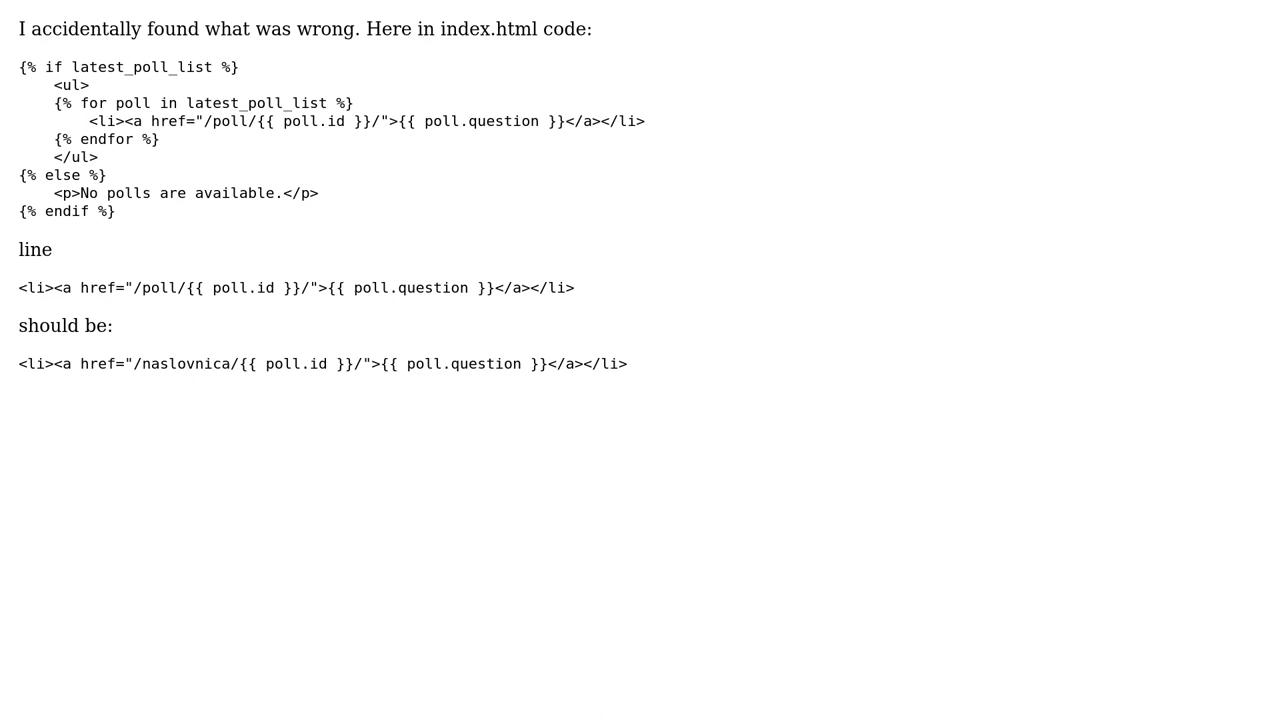 I accidentally found what was wrong. Here in index.html code:
{% if latest_poll_list %}
    <ul>
    {% for poll in latest_poll_list %}
        <li><a href="/poll/{{ poll.id }}/">{{ poll.question }}</a></li>
    {% endfor %}
    </ul>
{% else %}
    <p>No polls are available.</p>
{% endif %}
line
<li><a href="/poll/{{ poll.id }}/">{{ poll.question }}</a></li>
should be:
<li><a href="/naslovnica/{{ poll.id }}/">{{ poll.question }}</a></li>